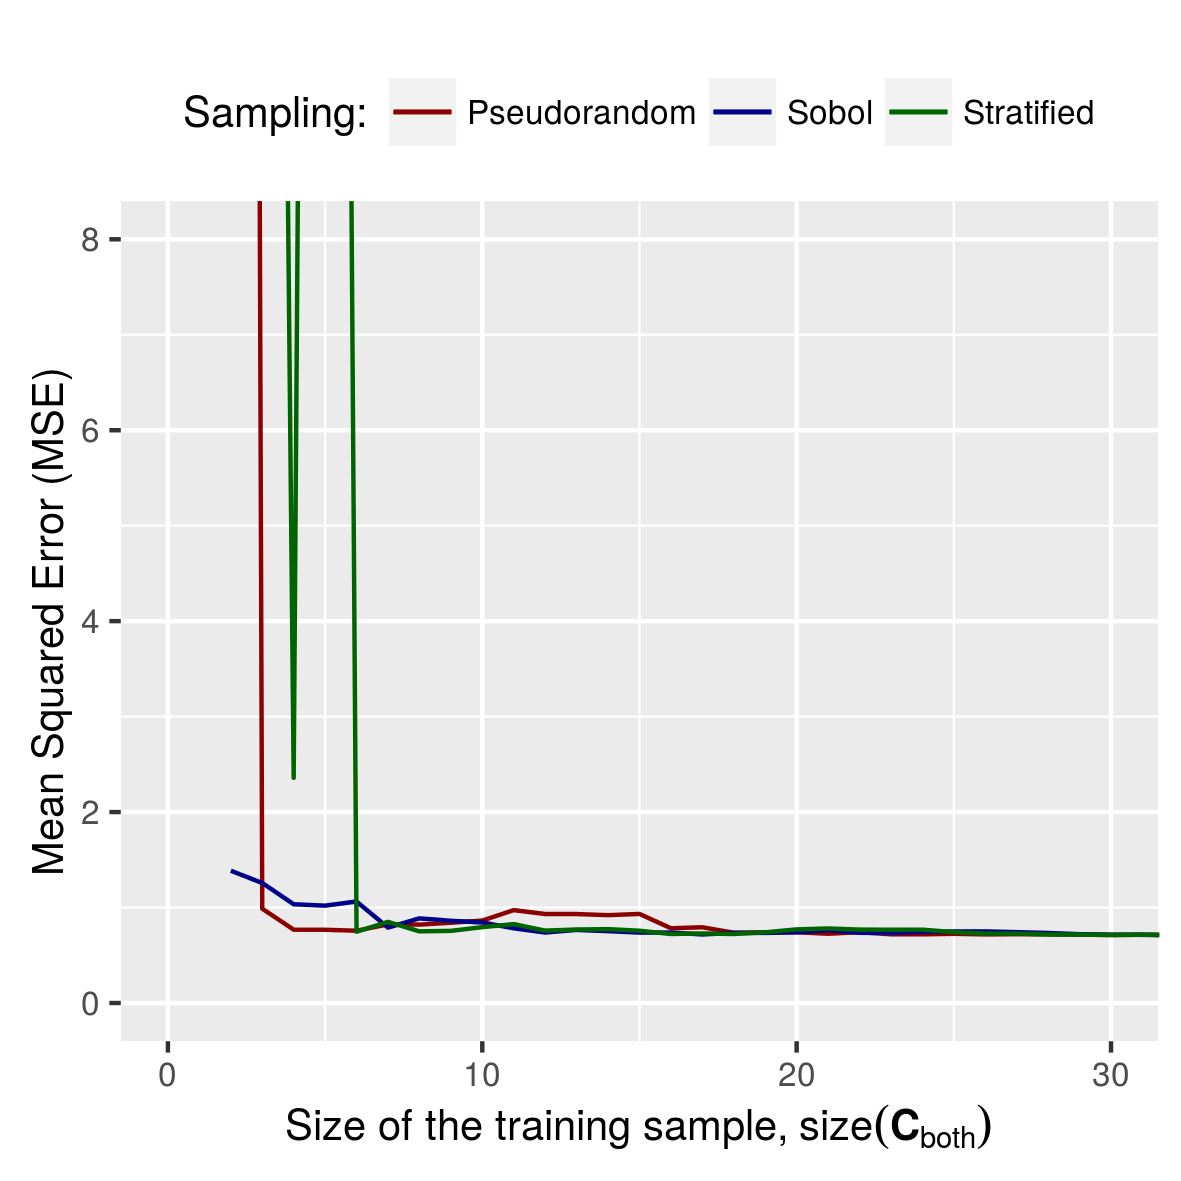 Sampling: Pseudorandom Sobol Stratified
8
6
4
2
0
Mean Squared Error (MSE)
0 10 20 30
Size of the training sample, size(C_both)